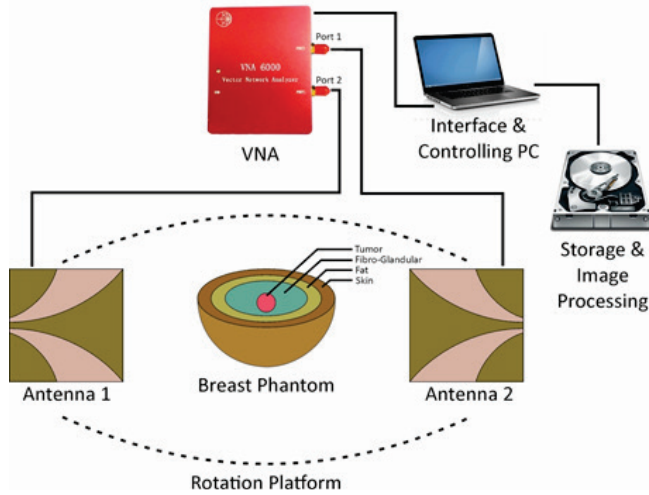 Port 1
VNA 6000
Vector Network Analyzer
Port 2
VNA
Interface &
Controlling PC
Storage &
Image
Processing
Tumor
Fibro-Glandular
Fat
Skin
Breast Phantom
Antenna 1
Antenna 2
Rotation Platform